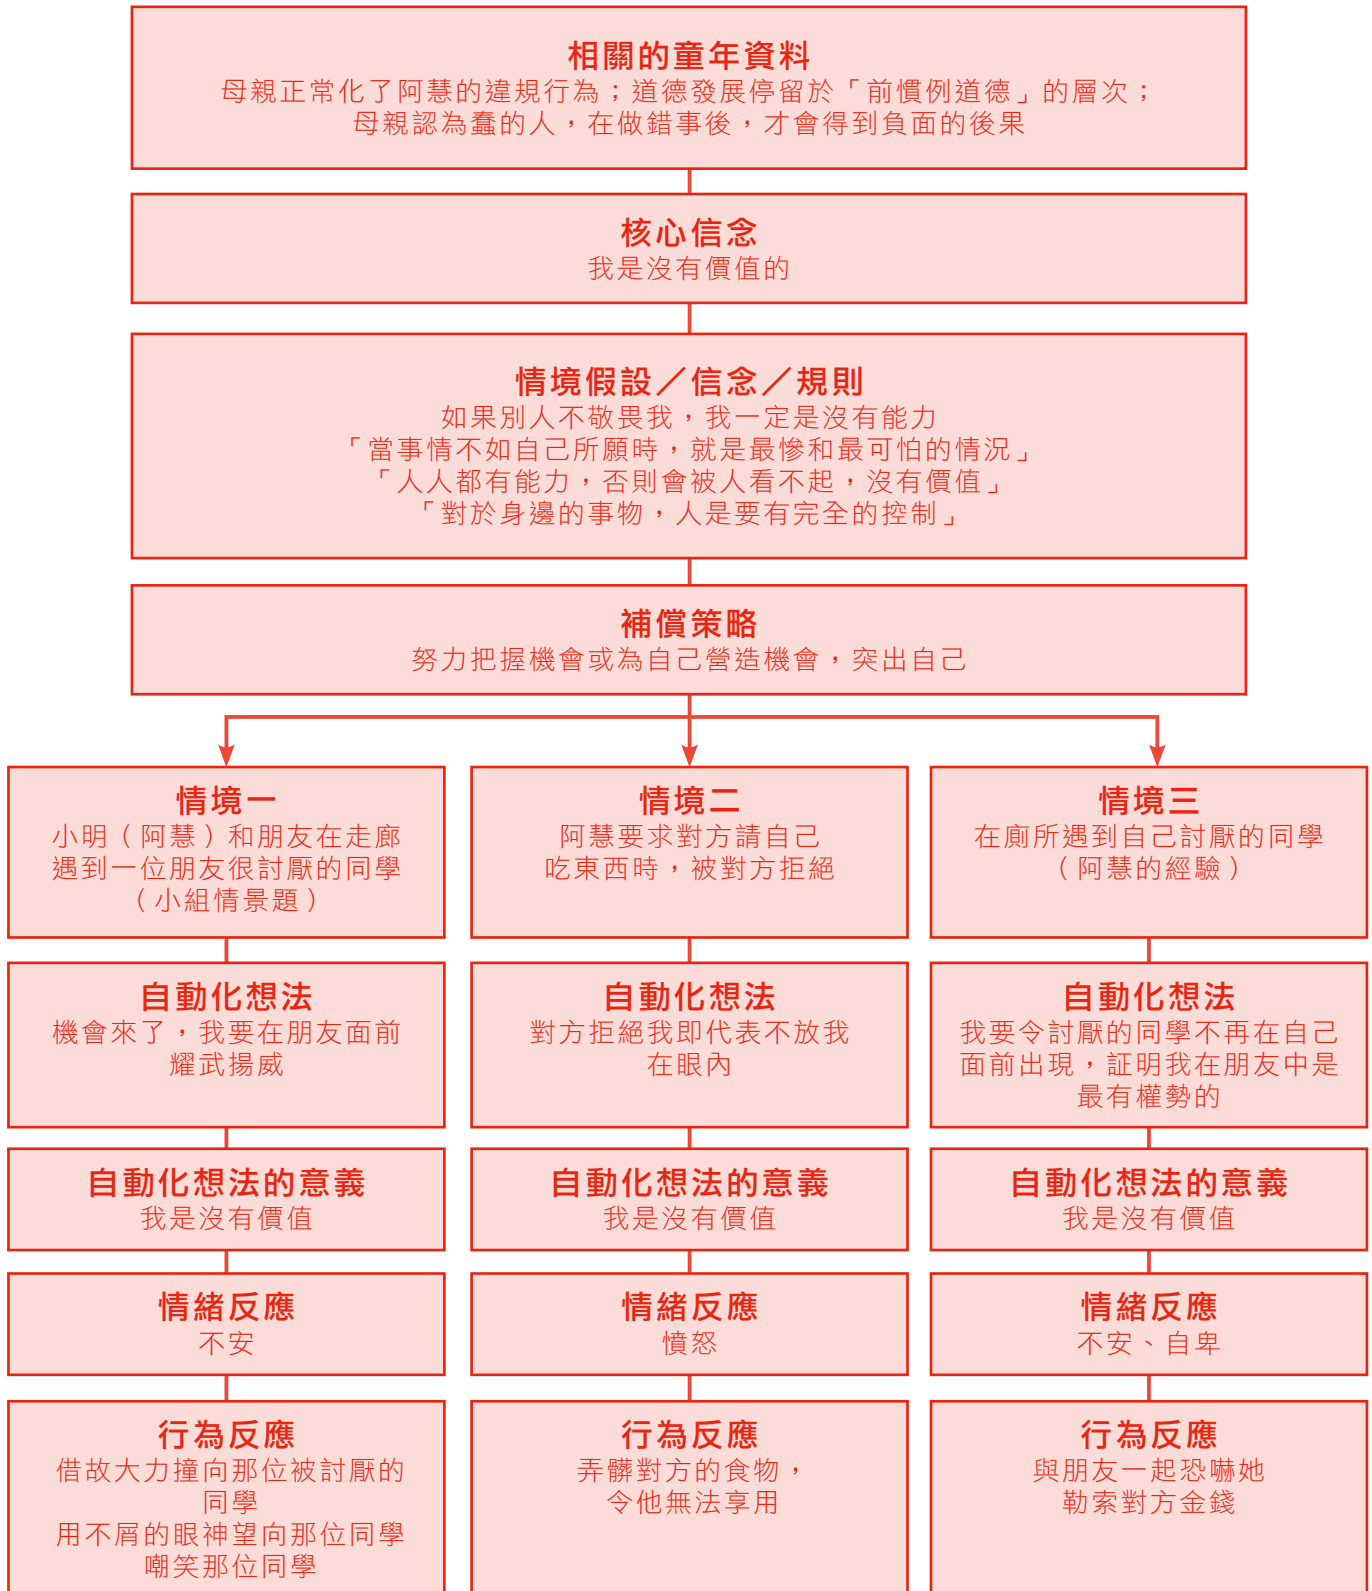 相關的童年資料
母親正常化了阿慧的違規行為；道德發展停留於「前慣例道德」的層次；
母親認為蠢的人，在做錯事後，才會得到負面的後果
核心信念
我是沒有價值的
情境假設／信念／規則
如果別人不敬畏我，我一定是沒有能力
「當事情不如自己所願時，就是最慘和最可怕的情況」
「人人都有能力，否則會被人看不起，沒有價值」
「對於身邊的事物，人是要有完全的控制」
補償策略
努力把握機會或為自己營造機會，突出自己
情境一
小明（阿慧）和朋友在走廊
遇到一位朋友很討厭的同學
（小組情景題）
自動化想法
機會來了，我要在朋友面前
耀武揚威
自動化想法的意義
我是沒有價值
情緒反應
不安
行為反應
借故大力撞向那位被討厭的
同學
用不屑的眼神望向那位同學
嘲笑那位同學
情境二
阿慧要求對方請自己
吃東西時，被對方拒絕
自動化想法
對方拒絕我即代表不放我
在眼內
自動化想法的意義
我是沒有價值
情緒反應
憤怒
行為反應
弄髒對方的食物，
令他無法享用
情境三
在廁所遇到自己討厭的同學
（阿慧的經驗）
自動化想法
我要令討厭的同學不再在自己
面前出現，証明我在朋友中是
最有權勢的
自動化想法的意義
我是沒有價值
情緒反應
不安、自卑
行為反應
與朋友一起恐嚇她
勒索對方金錢